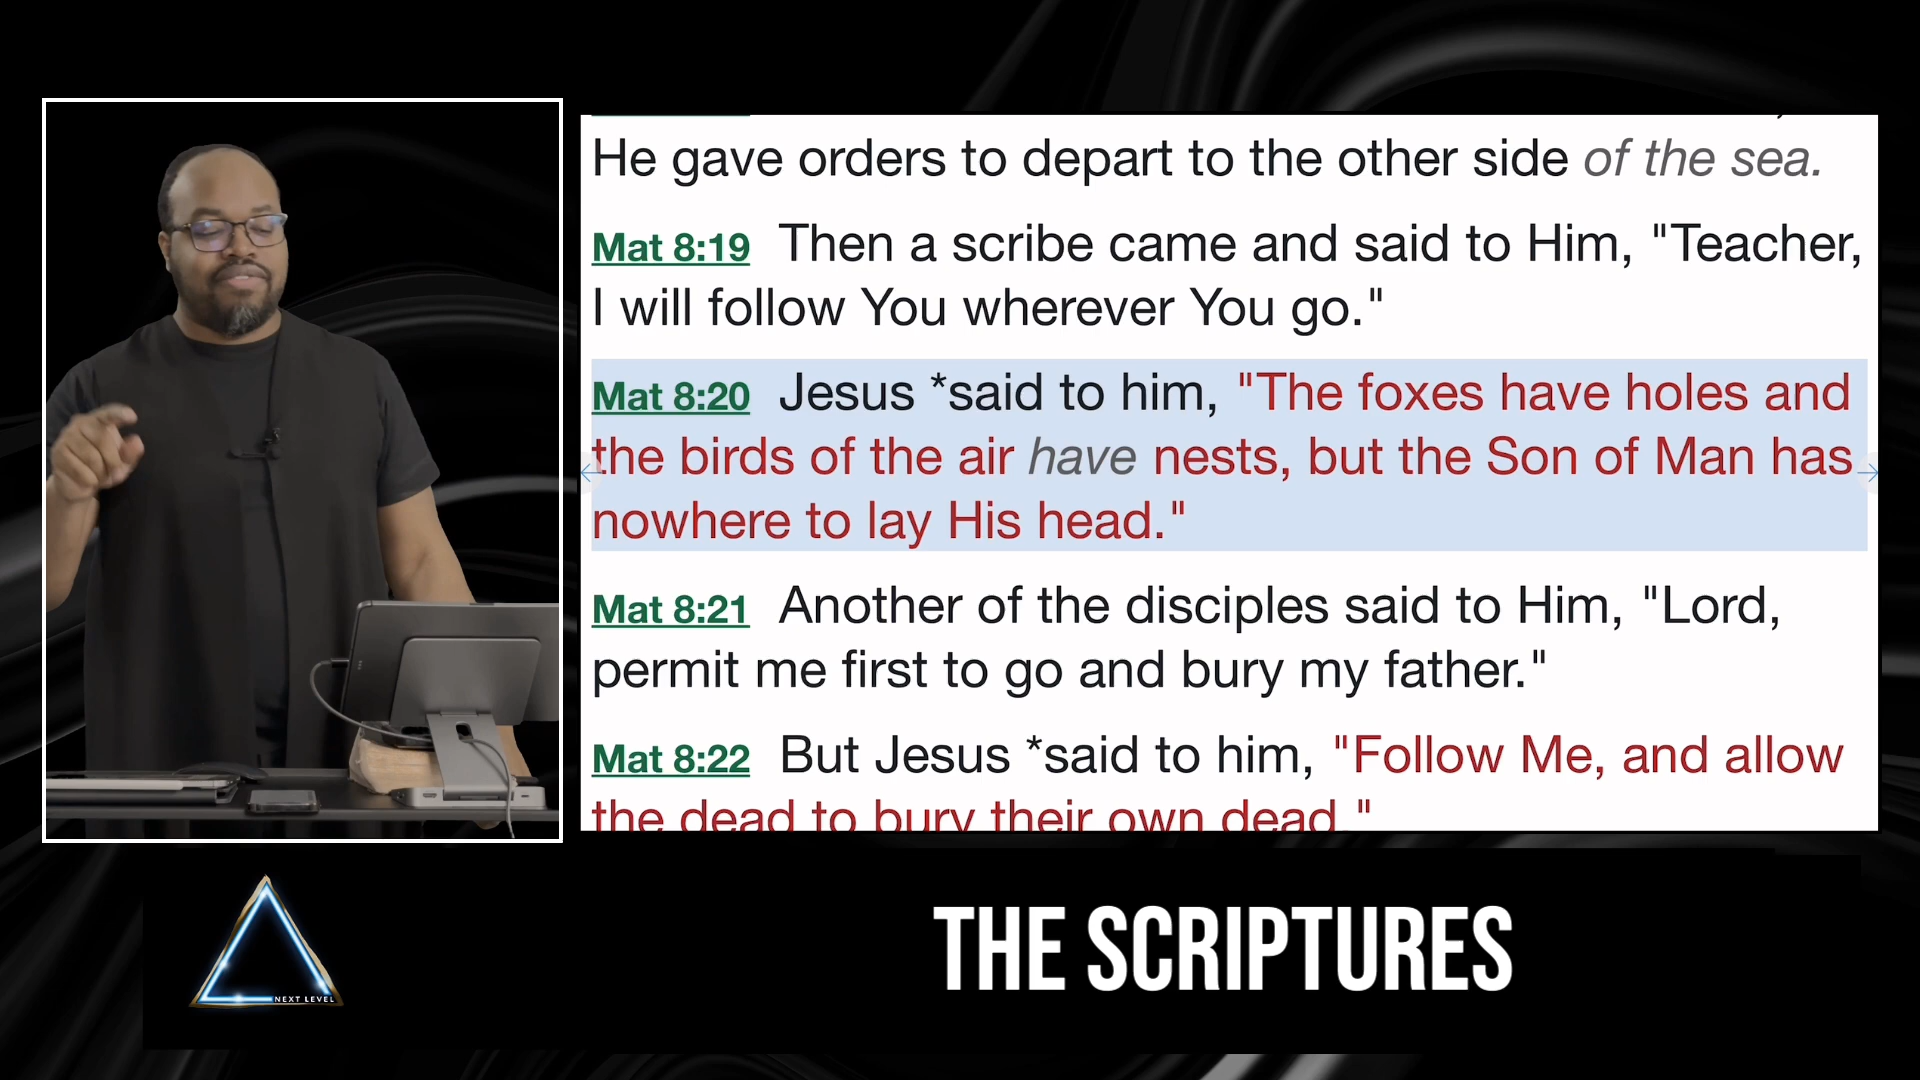 He gave orders to depart to the other side of the sea.
Mat 8:19 Then a scribe came and said to Him, "Teacher,
I will follow You wherever You go."
Mat 8:20 Jesus *said to him, "The foxes have holes and
the birds of the air have nests, but the Son of Man has
nowhere to lay His head."
Mat 8:21 Another of the disciples said to Him, "Lord,
permit me first to go and bury my father."
Mat 8:22 But Jesus *said to him, "Follow Me, and allow
the dead to bury their own dead."
NEXT LEVEL
THE SCRIPTURES